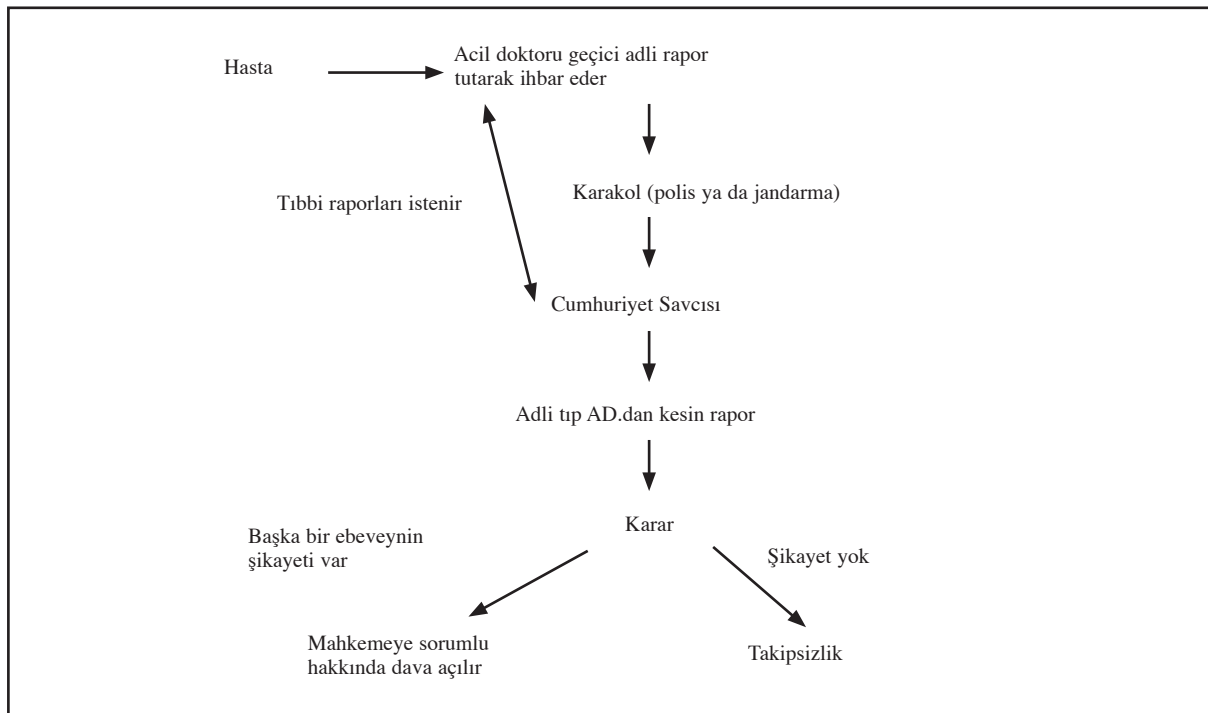 Hasta
Acil doktoru geçici adli rapor
tutarak ihbar eder
Tıbbi raporları istenir
Karakol (polis ya da jandarma)
Cumhuriyet Savcısı
Adli tıp AD.dan kesin rapor
Karar
Başka bir ebeveynin
şikayeti var
Şikayet yok
Mahkemeye sorumlu
hakkında dava açılır
Takipsizlik